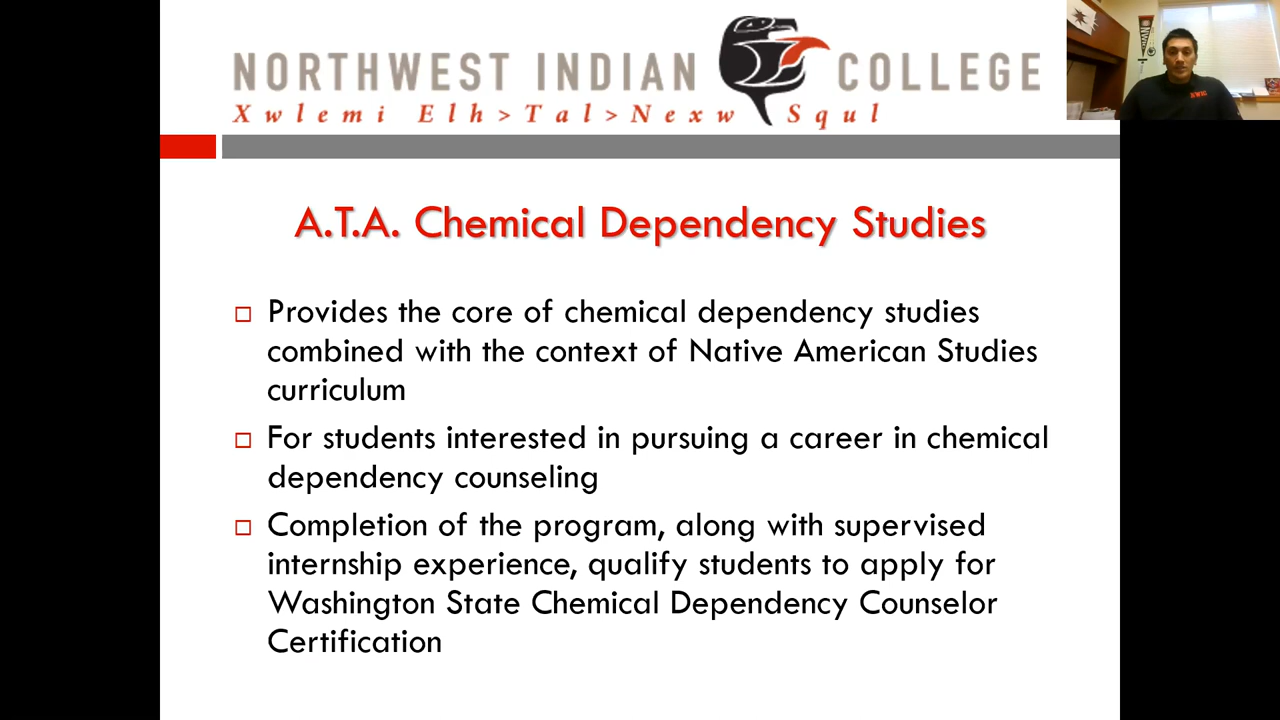 NORTHWEST INDIAN COLLEGE
Xwlemi Elh>Tal>Nexw Squl
A.T.A. Chemical Dependency Studies
Provides the core of chemical dependency studies
combined with the context of Native American Studies
curriculum
For students interested in pursuing a career in chemical
dependency counseling
Completion of the program, along with supervised
internship experience, qualify students to apply for
Washington State Chemical Dependency Counselor
Certification